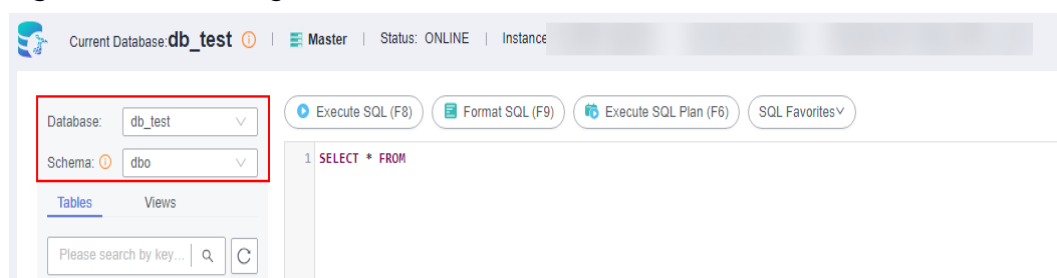 Current Database:db_test | Master | Status: ONLINE | Instance
Database: db_test
Schema: dbo
Tables Views
Please search by key...
Execute SQL (F8) Format SQL (F9) Execute SQL Plan (F6) SQL Favorites
1 SELECT * FROM